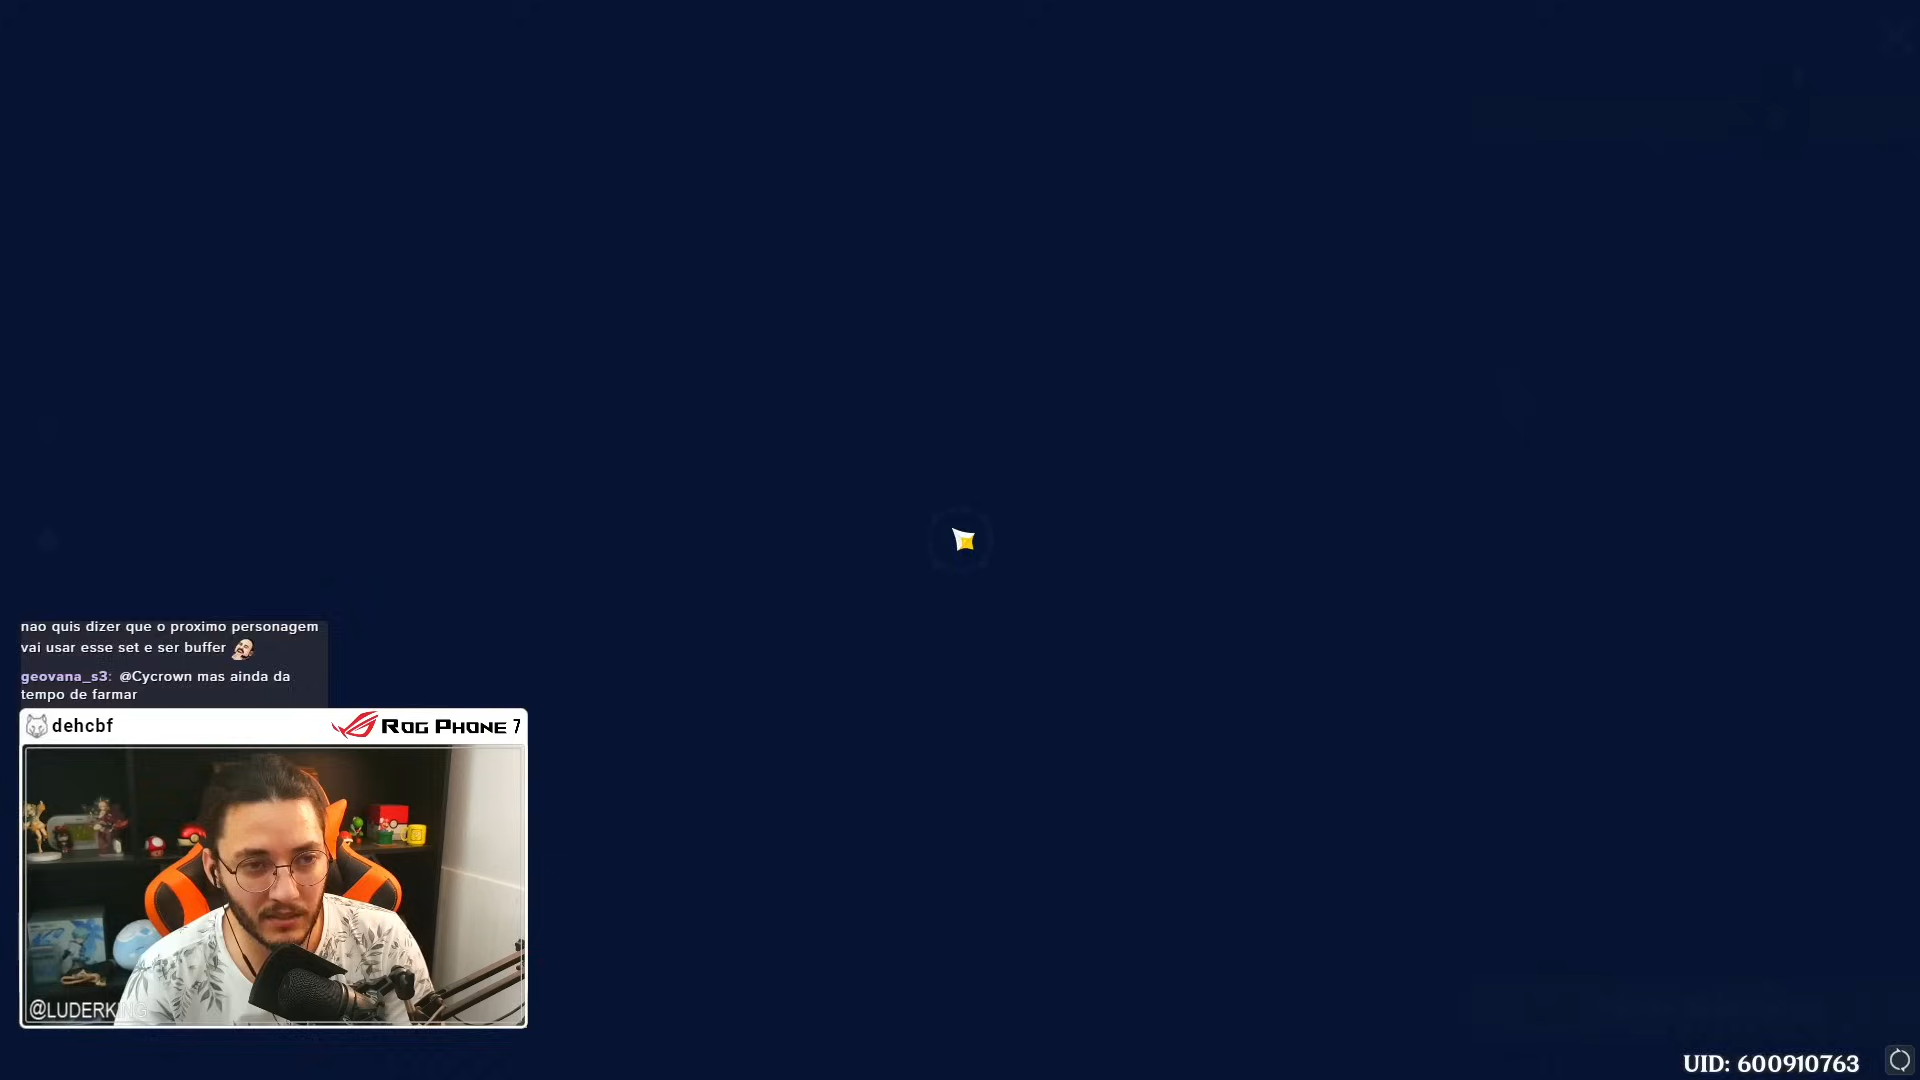 nao quis dizer que o proximo personagem
vai usar esse set e ser buffer
geovana_s3: @Cycrown mas ainda da
tempo de farmar
dehcbf
ROG PHONE 7
@LUDERKING
UID: 600910763